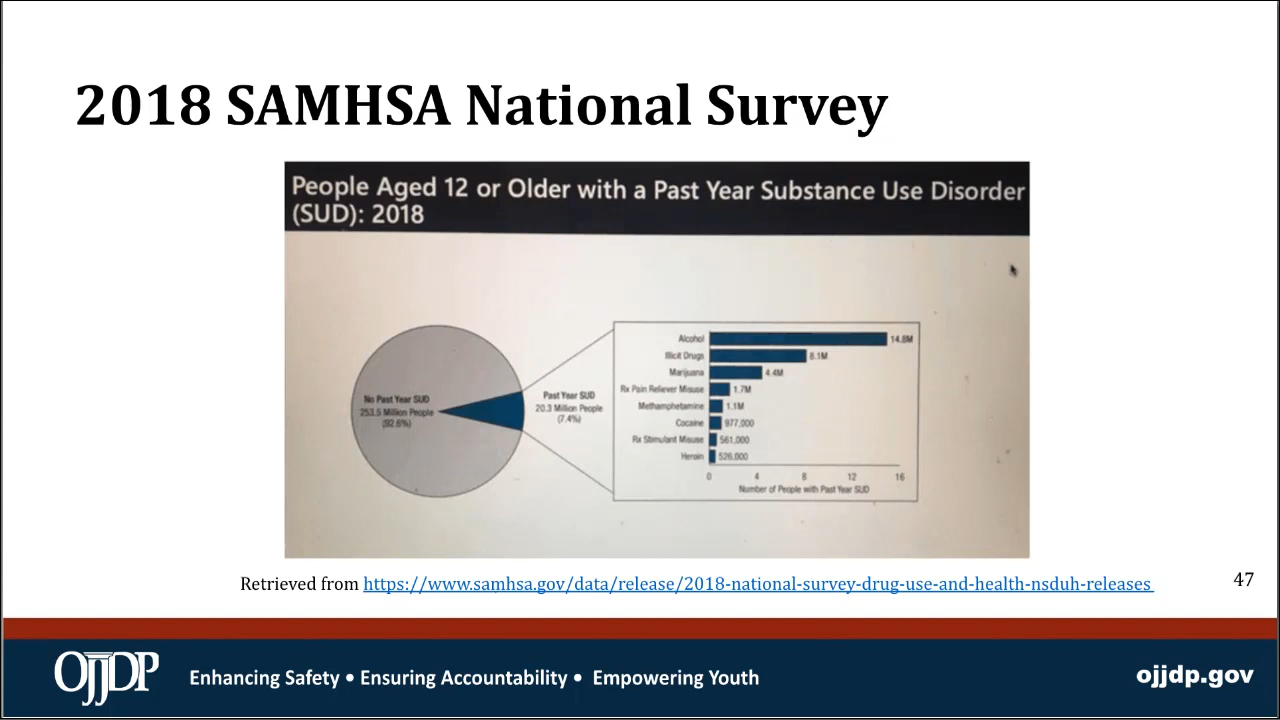 2018 SAMHSA National Survey
People Aged 12 or Older with a Past Year Substance Use Disorder
(SUD): 2018
No Past Year SUD
253.5 Million People
(92.6%)
Past Year SUD
20.3 Million People
(7.4%)
Alcohol 14.8M
Illicit Drugs 8.1M
Marijuana 4.4M
Rx Pain Reliever Misuse 1.7M
Methamphetamine 1.1M
Cocaine 977,000
Rx Stimulant Misuse 561,000
Heroin 526,000
0 4 8 12 16
Number of People with Past Year SUD
Retrieved from https://www.samhsa.gov/data/release/2018-national-survey-drug-use-and-health-nsduh-releases
47
OJJDP
Enhancing Safety • Ensuring Accountability • Empowering Youth
ojjdp.gov